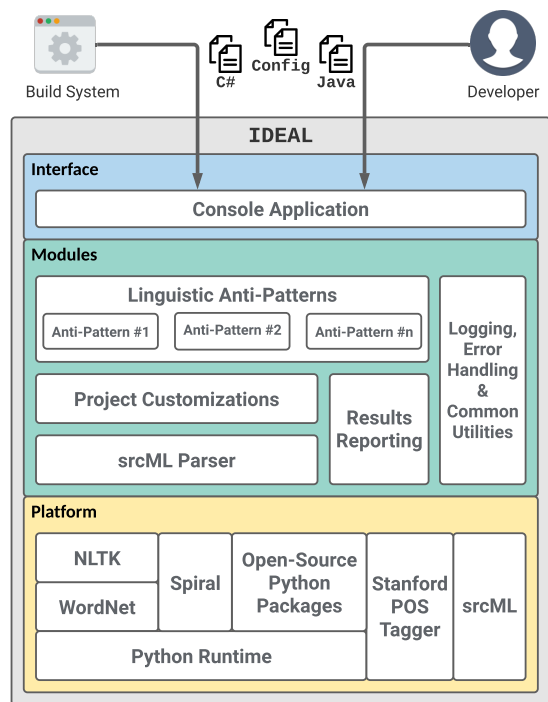 Build System
C#
Config
Java
Developer
IDEAL
Interface
Console Application
Modules
Linguistic Anti-Patterns
Anti-Pattern #1
Anti-Pattern #2
Anti-Pattern #n
Project Customizations
srcML Parser
Results
Reporting
Logging,
Error
Handling
&
Common
Utilities
Platform
NLTK
WordNet
Spiral
Open-Source
Python
Packages
Python Runtime
Stanford
POS
Tagger
srcML